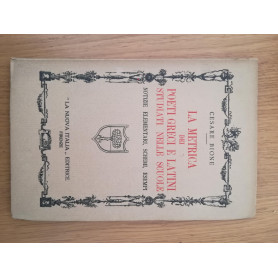 CESARE BIONE
LA METRICA
DEI
POETI GRECI E LATINI
STUDIATI NELLE SCUOLE
NOTIZIE ELEMENTARI, SCHEMI, ESEMPI
"LA NUOVA ITALIA" EDITRICE
FIRENZE